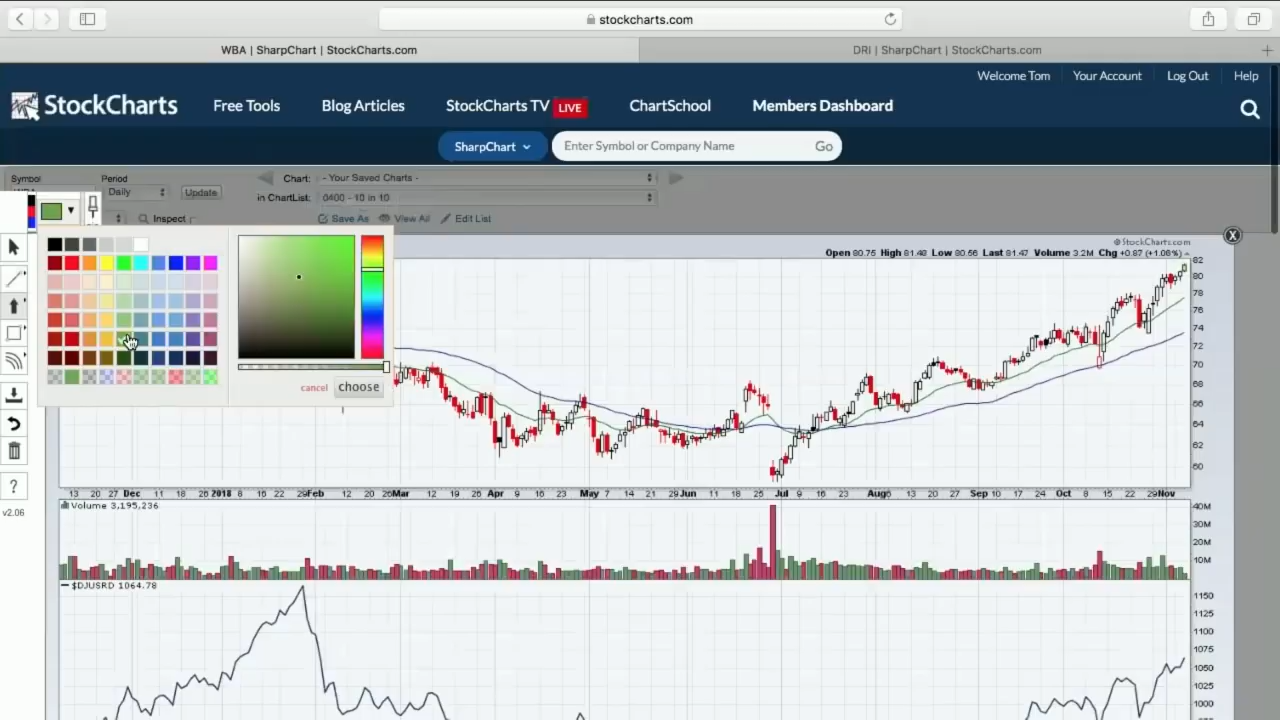 stockcharts.com
WBA | SharpChart | StockCharts.com
DRI | SharpChart | StockCharts.com
Welcome Tom
Your Account
Log Out
Help
StockCharts
Free Tools
Blog Articles
StockCharts TV LIVE
ChartSchool
Members Dashboard
SharpChart
Enter Symbol or Company Name
Go
Symbol
Period
Chart: - Your Saved Charts -
Daily
Update
in ChartList: 0400 - 10 in 10
Inspect
Save As
View All
Edit List
© StockCharts.com
Open 80.75 High 81.48 Low 80.56 Last 81.47 Volume 3.2M Chg +0.87 (+1.08%)
82
80
78
76
74
72
70
68
66
64
62
60
cancel
choose
13 20 27 Dec 11 18 26 2018 8 16 22 29 Feb 12 20 26 Mar 12 19 26 Apr 9 16 23 May 7 14 21 29 Jun 11 18 25 Jul 9 16 23 Aug 6 13 20 27 Sep 10 17 24 Oct 8 15 22 29 Nov
v2.06
?
Volume 3,195,236
40M
30M
20M
10M
$DJUSRD 1064.78
1150
1125
1100
1075
1050
1025
1000